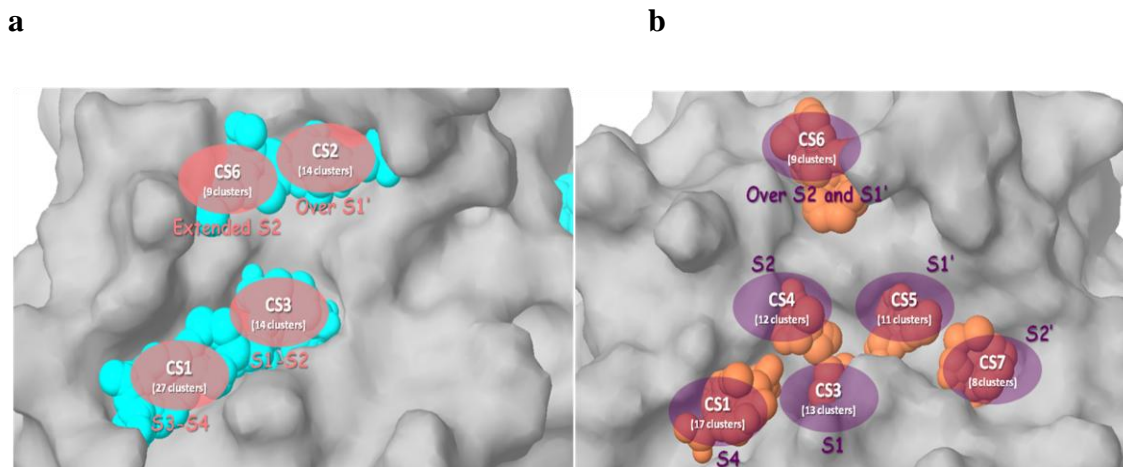 a
b
CS2
[14 clusters]
Over S1'
CS6
[9 clusters]
Extended S2
CS3
[14 clusters]
S1-S2
CS1
[27 clusters]
S3-S4
CS6
[9 clusters]
Over S2 and S1'
S2
CS4
[12 clusters]
S1'
CS5
[11 clusters]
S2'
CS7
[8 clusters]
CS1
[17 clusters]
S4
CS3
[13 clusters]
S1